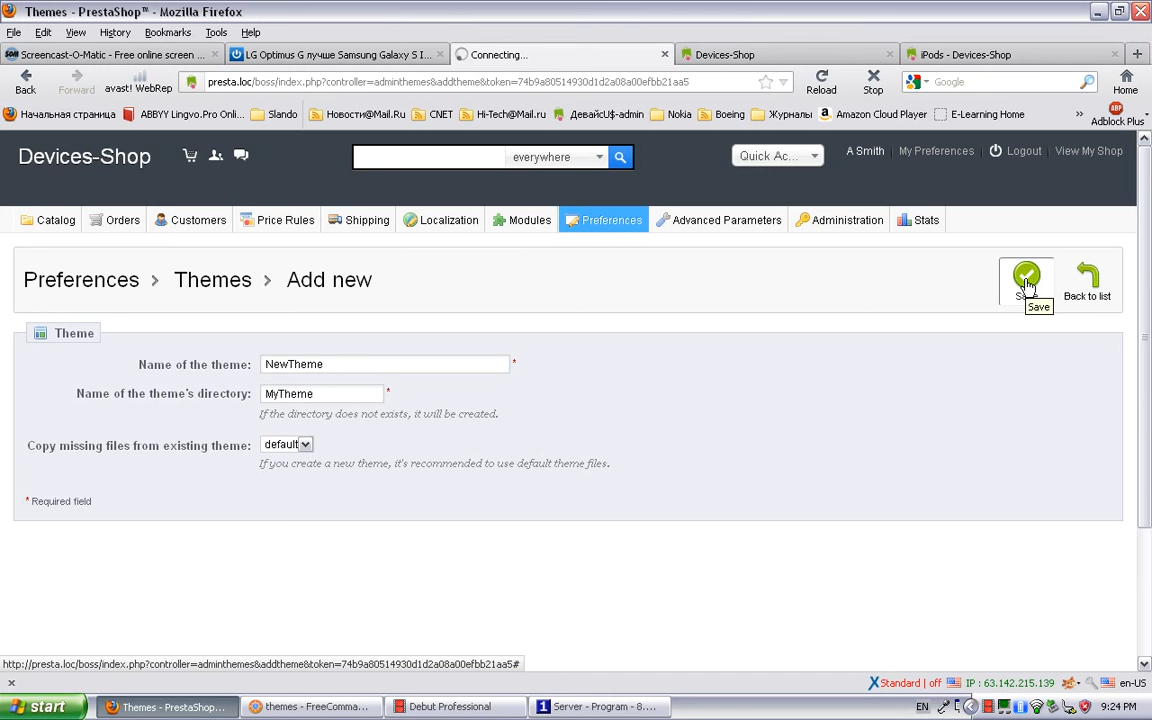 Themes - PrestaShop™ - Mozilla Firefox
File Edit View History Bookmarks Tools Help
Screencast-O-Matic - Free online screen ... LG Optimus G лучше Samsung Galaxy S I... Connecting... Devices-Shop iPods - Devices-Shop
presta.loc/boss/index.php?controller=adminthemes&addtheme&token=74b9a80514930d1d2a08a00efbb21aa5 Google
Back Forward avast! WebRep Reload Stop Home
Начальная страница ABBYY Lingvo.Pro Onli... Slando Новости@Mail.Ru CNET Hi-Tech@Mail.ru ДевайсU$-admin Nokia Boeing Журналы Amazon Cloud Player E-Learning Home Adblock Plus
Devices-Shop everywhere Quick Ac... A Smith My Preferences Logout View My Shop
Catalog Orders Customers Price Rules Shipping Localization Modules Preferences Advanced Parameters Administration Stats
Preferences > Themes > Add new
Back to list
Save
Theme
Name of the theme: NewTheme *
Name of the theme's directory: MyTheme *
If the directory does not exists, it will be created.
Copy missing files from existing theme: default
If you create a new theme, it's recommended to use default theme files.
* Required field
http://presta.loc/boss/index.php?controller=adminthemes&addtheme&token=74b9a80514930d1d2a08a00efbb21aa5#
Standard | off IP : 63.142.215.139 en-US
start Themes - PrestaShop... themes - FreeComma... Debut Professional Server - Program - 8.... EN 9:24 PM